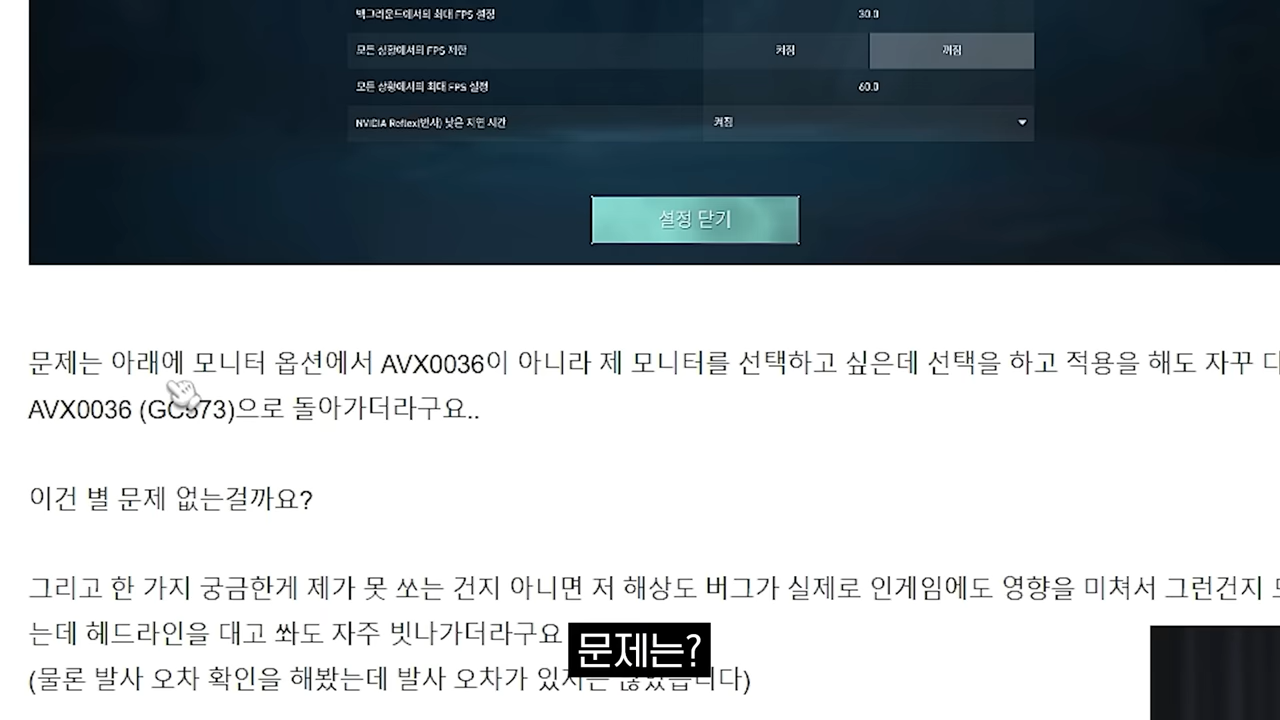 백그라운드에서의 최대 FPS 설정 30.0
모든 상황에서의 FPS 제한 켜짐 꺼짐
모든 상황에서의 최대 FPS 설정 60.0
NVIDIA Reflex(반사) 낮은 지연 시간 켜짐
설정 닫기
문제는 아래에 모니터 옵션에서 AVX0036이 아니라 제 모니터를 선택하고 싶은데 선택을 하고 적용을 해도 자꾸
AVX0036 (GC573)으로 돌아가더라구요..
이건 별 문제 없는걸까요?
그리고 한 가지 궁금한게 제가 못 쏘는 건지 아니면 저 해상도 버그가 실제로 인게임에도 영향을 미쳐서 그런건지
는데 헤드라인을 대고 쏴도 자주 빗나가더라구요
문제는?
(물론 발사 오차 확인을 해봤는데 발사 오차가 있지는 않았습니다)